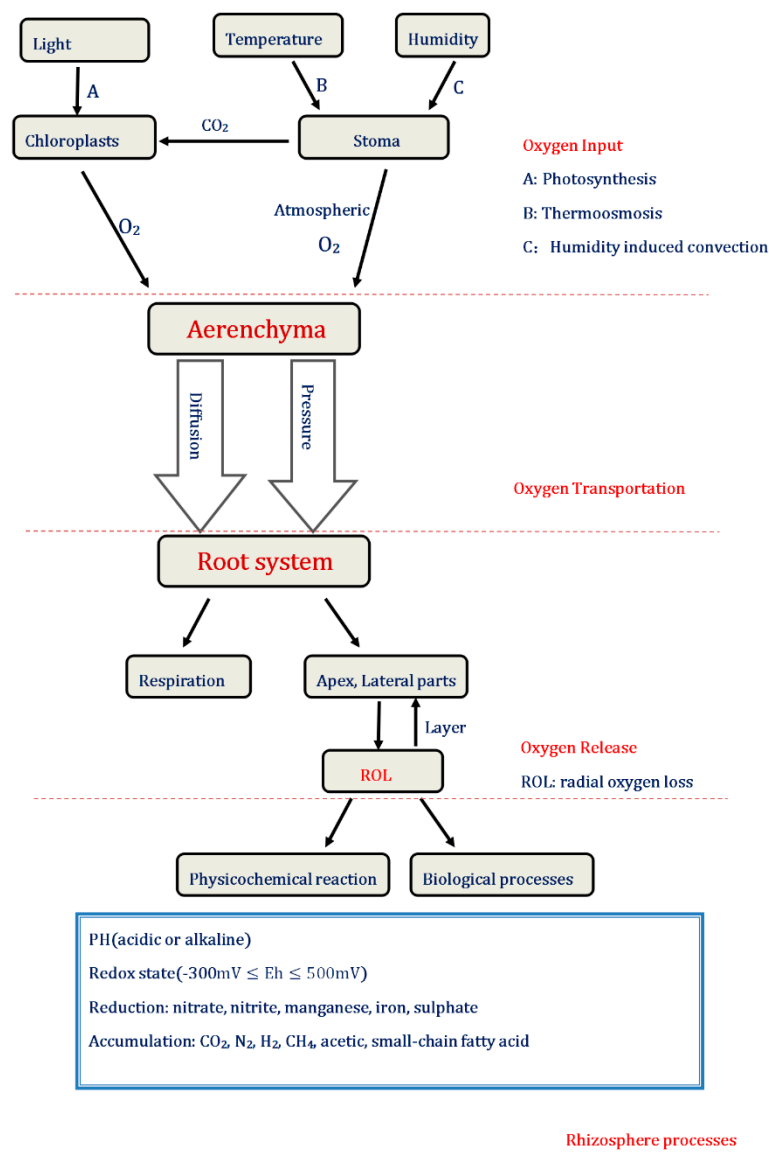 Light
Temperature
Humidity
A
B
C
Chloroplasts
CO₂
Stoma
Oxygen Input
A: Photosynthesis
B: Thermoosmosis
C: Humidity induced convection
O₂
Atmospheric
O₂
Aerenchyma
Diffusion
Pressure
Oxygen Transportation
Root system
Respiration
Apex, Lateral parts
Layer
Oxygen Release
ROL
ROL: radial oxygen loss
Physicochemical reaction
Biological processes
PH(acidic or alkaline)
Redox state(-300mV ≤ Eh ≤ 500mV)
Reduction: nitrate, nitrite, manganese, iron, sulphate
Accumulation: CO₂, N₂, H₂, CH₄, acetic, small-chain fatty acid
Rhizosphere processes